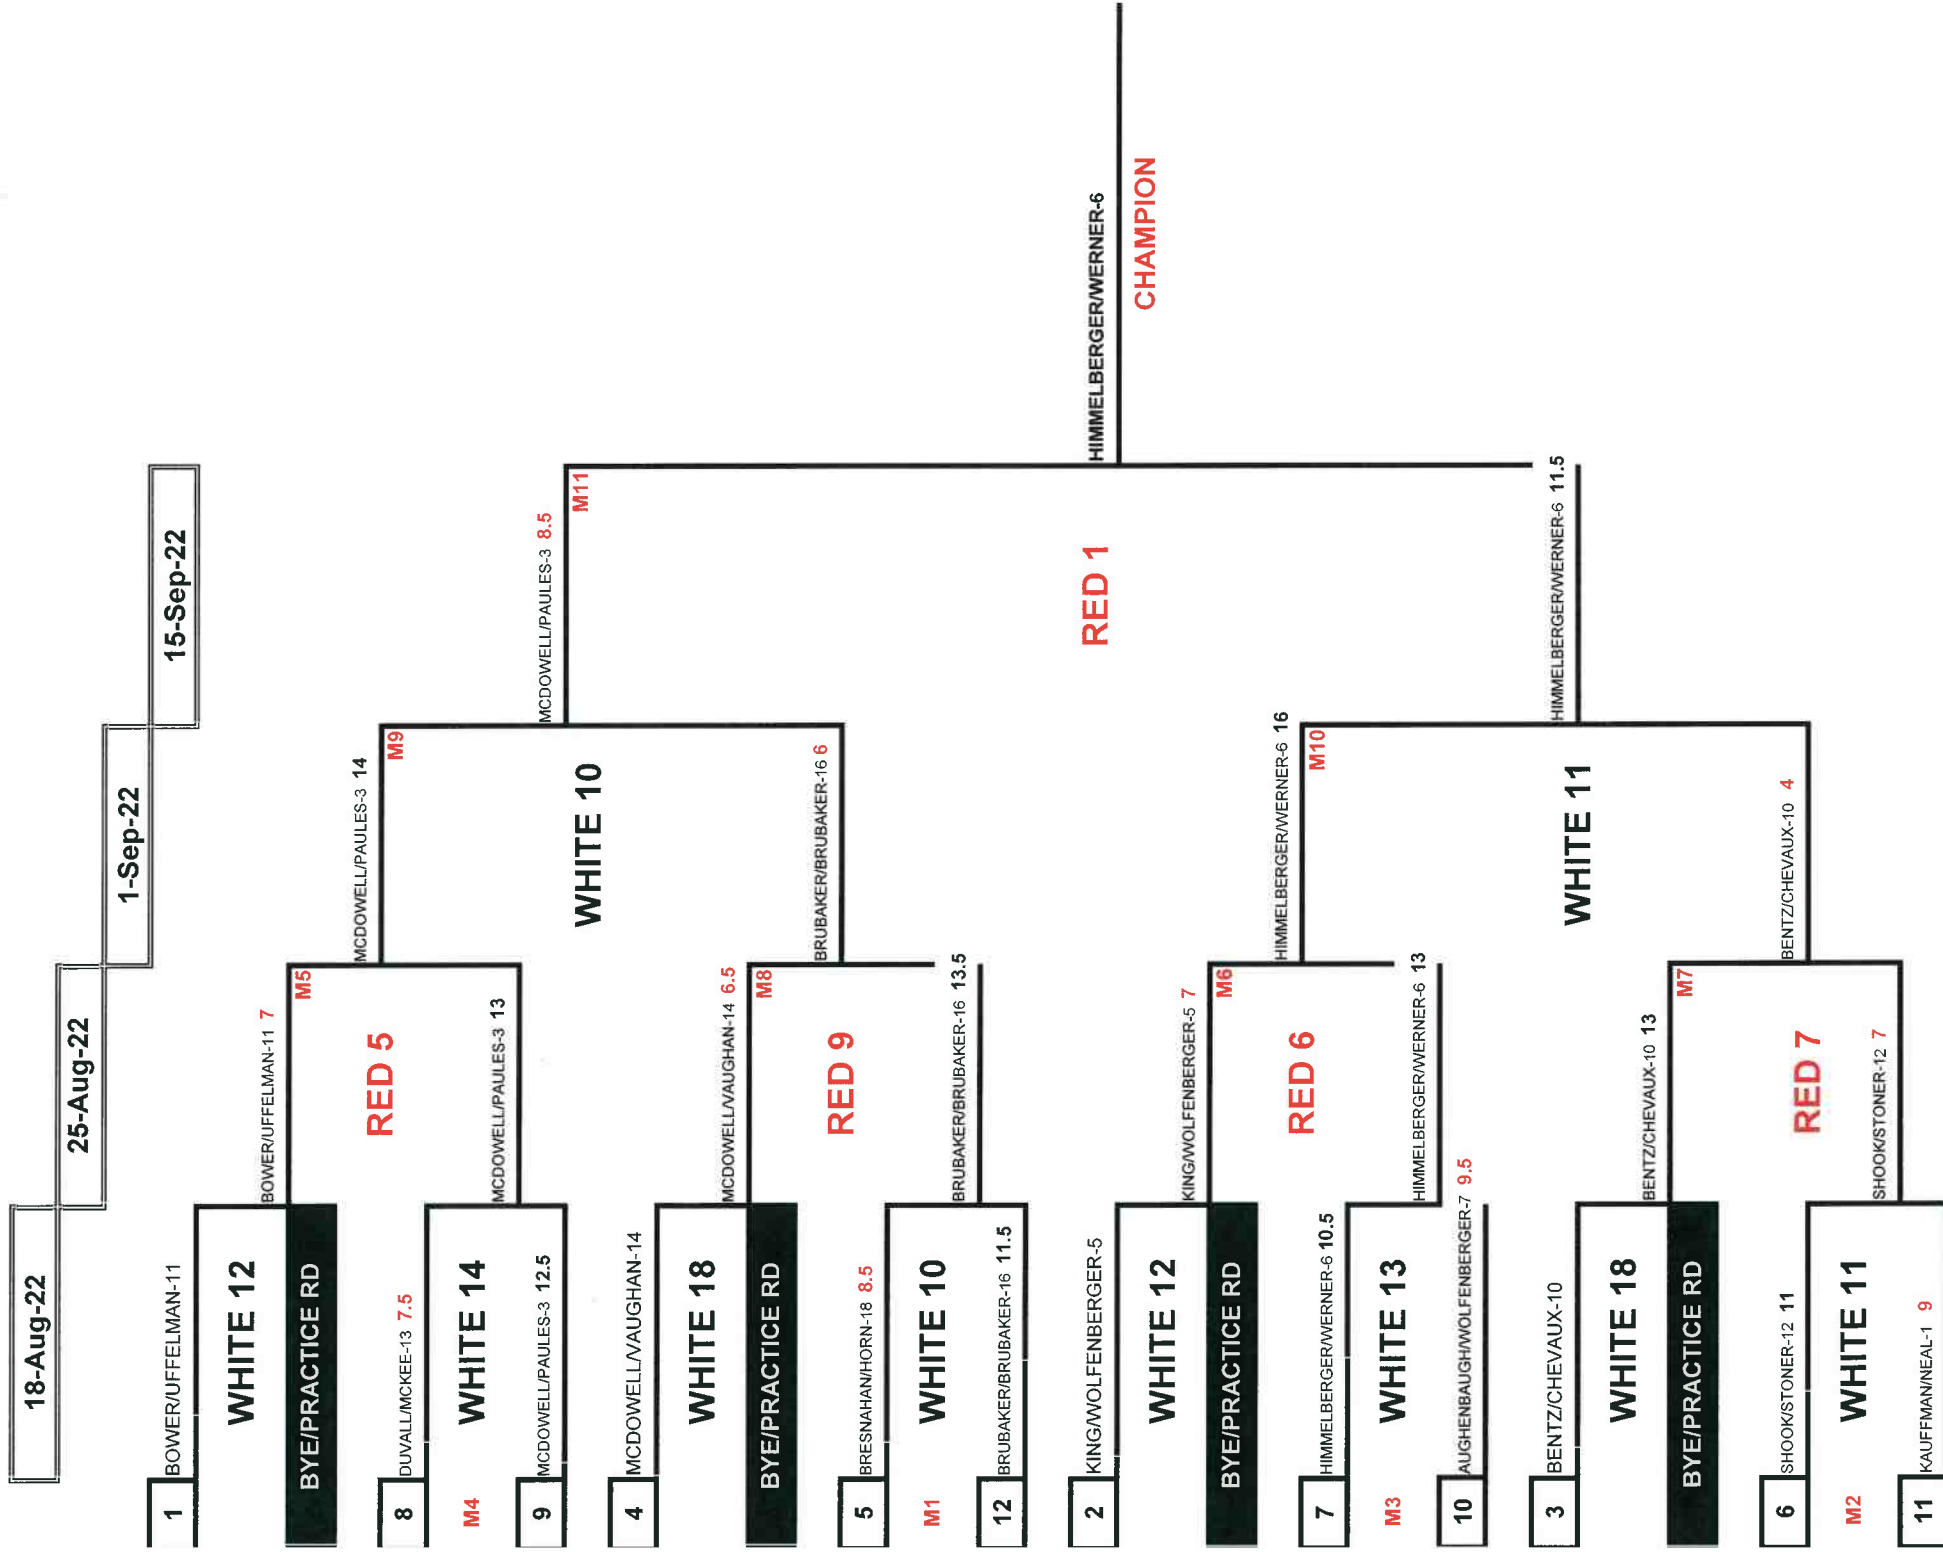 18-Aug-22
25-Aug-22
1-Sep-22
15-Sep-22
1
BOWER/UFFELMAN-11
WHITE 12
BYE/PRACTICE RD
BOWER/UFFELMAN-11 7
M5
RED 5
8
DUVALL/MCKEE-13 7.5
M4
WHITE 14
9
MCDOWELL/PAULES-3 12.5
MCDOWELL/PAULES-3 13
MCDOWELL/PAULES-3 14
M9
WHITE 10
4
MCDOWELL/VAUGHAN-14
WHITE 18
BYE/PRACTICE RD
MCDOWELL/VAUGHAN-14 6.5
M8
RED 9
5
BRESNAHAN/HORN-18 8.5
M1
WHITE 10
12
BRUBAKER/BRUBAKER-16 11.5
BRUBAKER/BRUBAKER-16 13.5
BRUBAKER/BRUBAKER-16 6
MCDOWELL/PAULES-3 8.5
M11
RED 1
HIMMELBERGER/WERNER-6
CHAMPION
2
KING/WOLFENBERGER-5
WHITE 12
BYE/PRACTICE RD
KING/WOLFENBERGER-5 7
M6
RED 6
7
HIMMELBERGER/WERNER-6 10.5
M3
WHITE 13
10
AUGHENBAUGH/WOLFENBERGER-7 9.5
HIMMELBERGER/WERNER-6 13
HIMMELBERGER/WERNER-6 16
M10
WHITE 11
3
BENTZ/CHEVAUX-10
WHITE 18
BYE/PRACTICE RD
BENTZ/CHEVAUX-10 13
M7
RED 7
6
SHOOK/STONER-12 11
M2
WHITE 11
11
KAUFFMAN/NEAL-1 9
SHOOK/STONER-12 7
BENTZ/CHEVAUX-10 4
HIMMELBERGER/WERNER-6 11.5